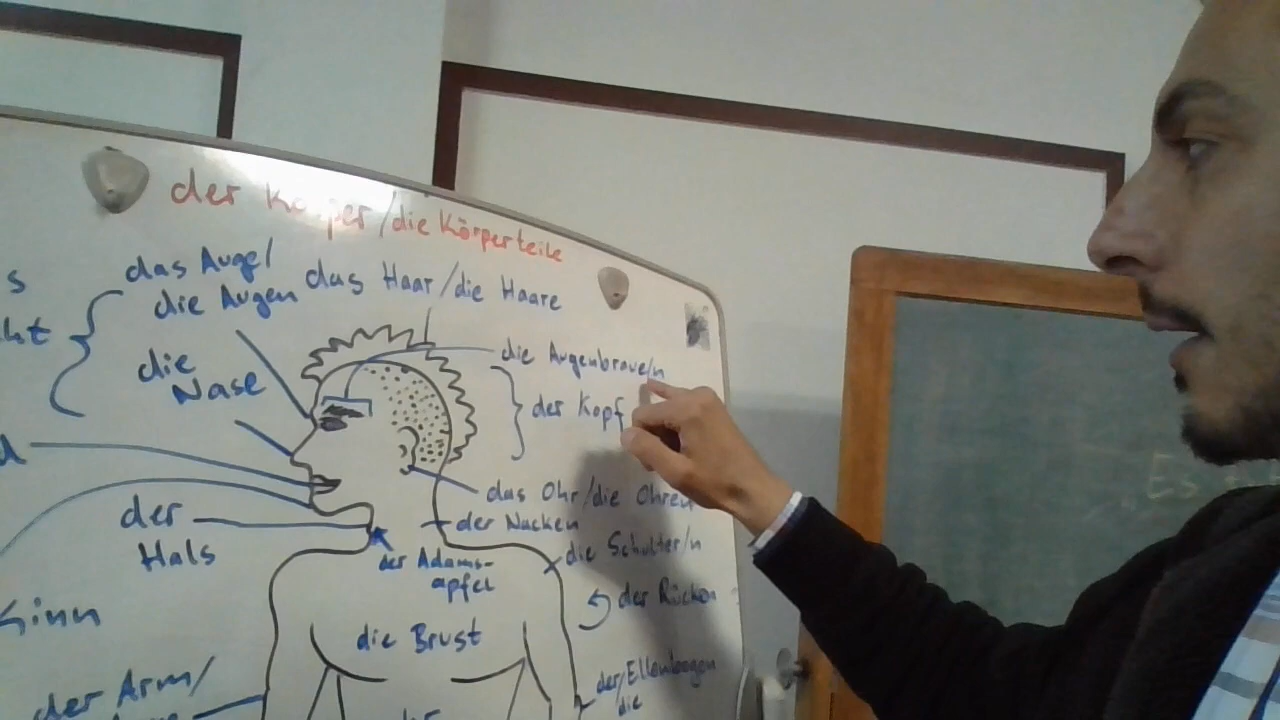 der Körper/die Körperteile
das Auge/
die Augen
das Haar/die Haare
die
Nase
die Augenbraue/n
der Kopf
das Ohr/die Ohren
der Nacken
der
Hals
der Adams-
apfel
die Schulter/n
der Rücken
Kinn
die Brust
der Arm/
der/Ellenbogen
die